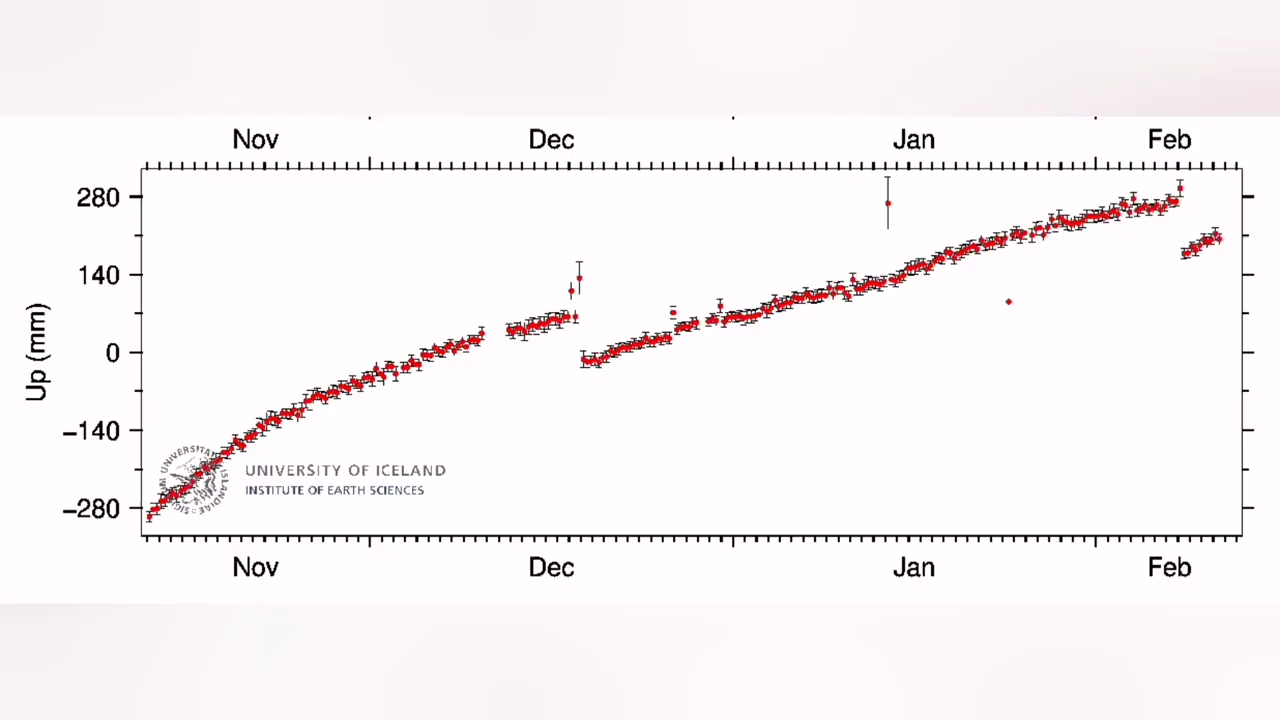 Nov Dec Jan Feb
280
140
0
−140
−280
Up (mm)
UNIVERSITY OF ICELAND
INSTITUTE OF EARTH SCIENCES
Nov Dec Jan Feb